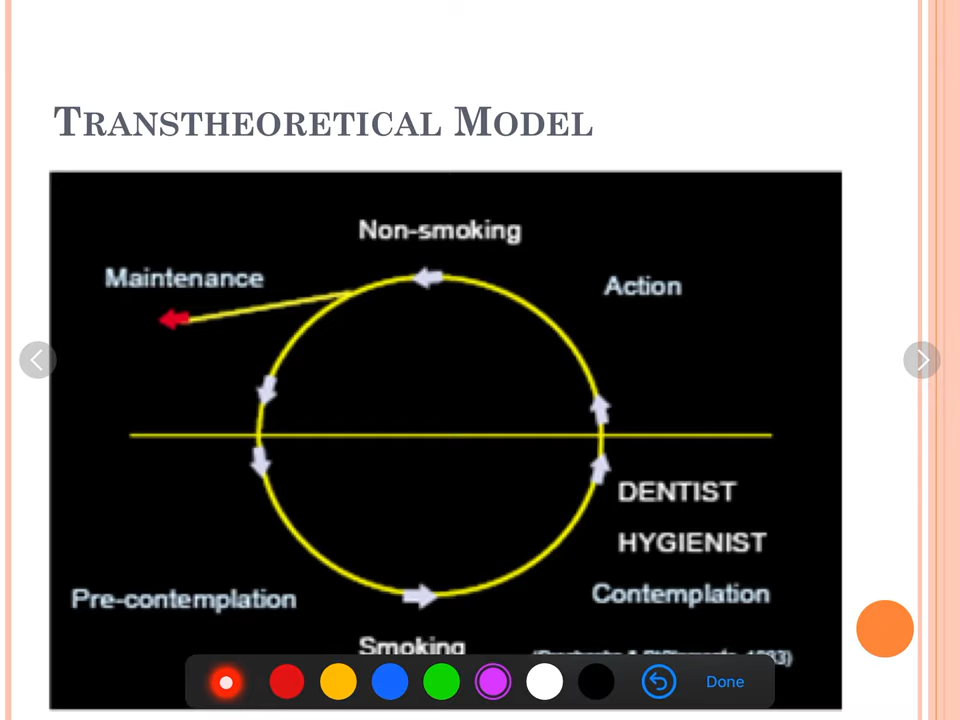 TRANSTHEORETICAL MODEL
Non-smoking
Maintenance
Action
DENTIST
HYGIENIST
Contemplation
Pre-contemplation
Smoking
Done